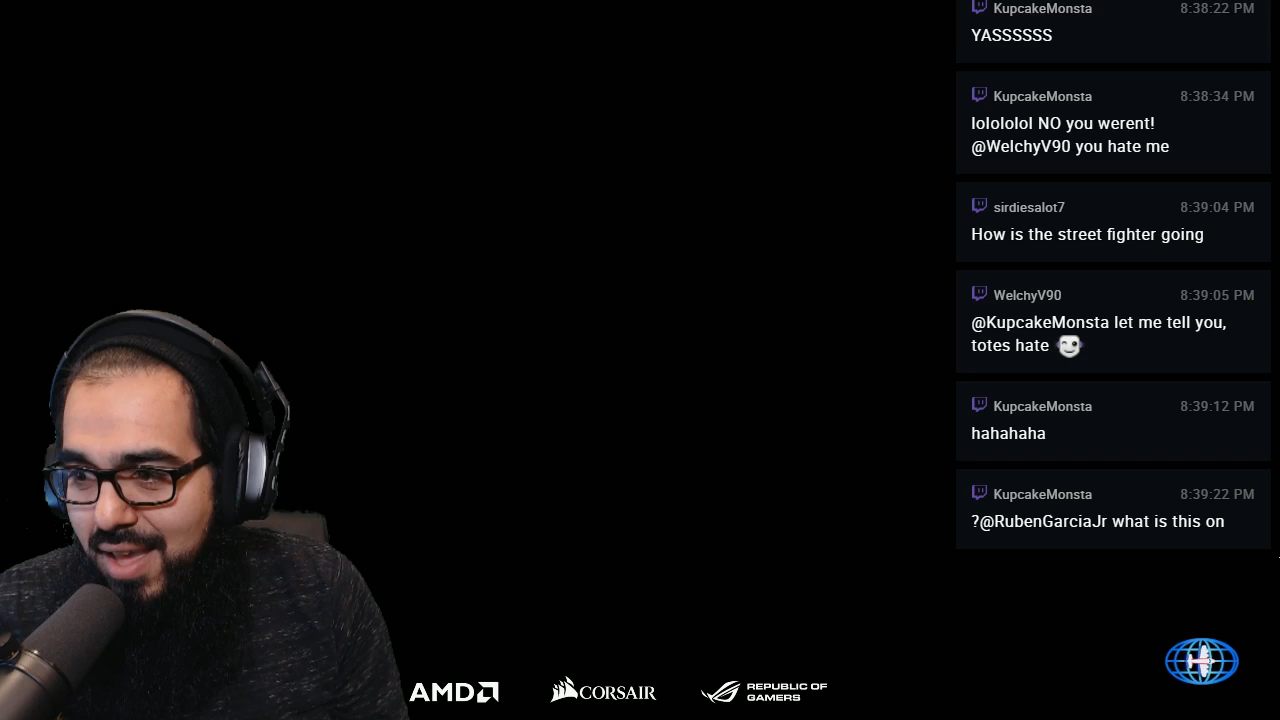 KupcakeMonsta 8:38:22 PM
YASSSSSS
KupcakeMonsta 8:38:34 PM
lolololol NO you werent!
@WelchyV90 you hate me
sirdiesalot7 8:39:04 PM
How is the street fighter going
WelchyV90 8:39:05 PM
@KupcakeMonsta let me tell you,
totes hate
KupcakeMonsta 8:39:12 PM
hahahaha
KupcakeMonsta 8:39:22 PM
?@RubenGarciaJr what is this on
AMD CORSAIR REPUBLIC OF
GAMERS